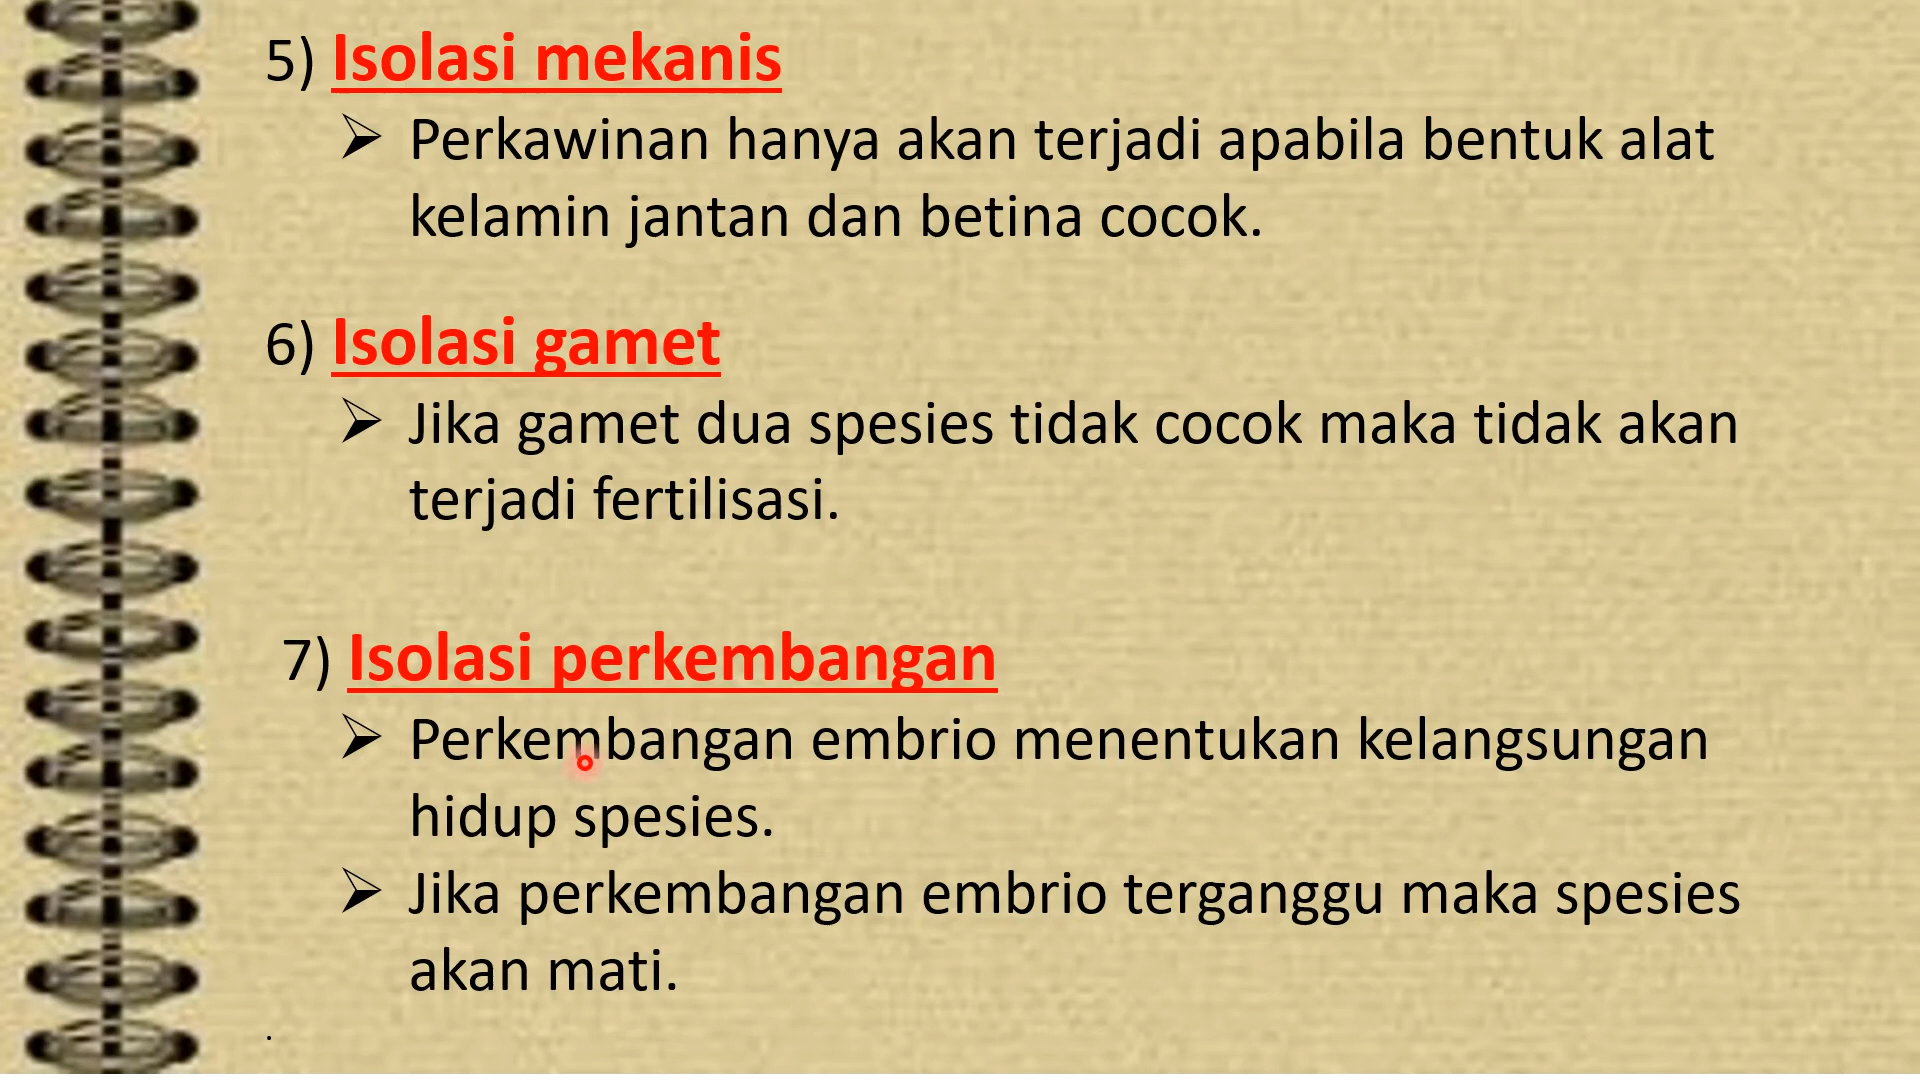 5) Isolasi mekanis
➢ Perkawinan hanya akan terjadi apabila bentuk alat
kelamin jantan dan betina cocok.
6) Isolasi gamet
➢ Jika gamet dua spesies tidak cocok maka tidak akan
terjadi fertilisasi.
7) Isolasi perkembangan
➢ Perkembangan embrio menentukan kelangsungan
hidup spesies.
➢ Jika perkembangan embrio terganggu maka spesies
akan mati.
.